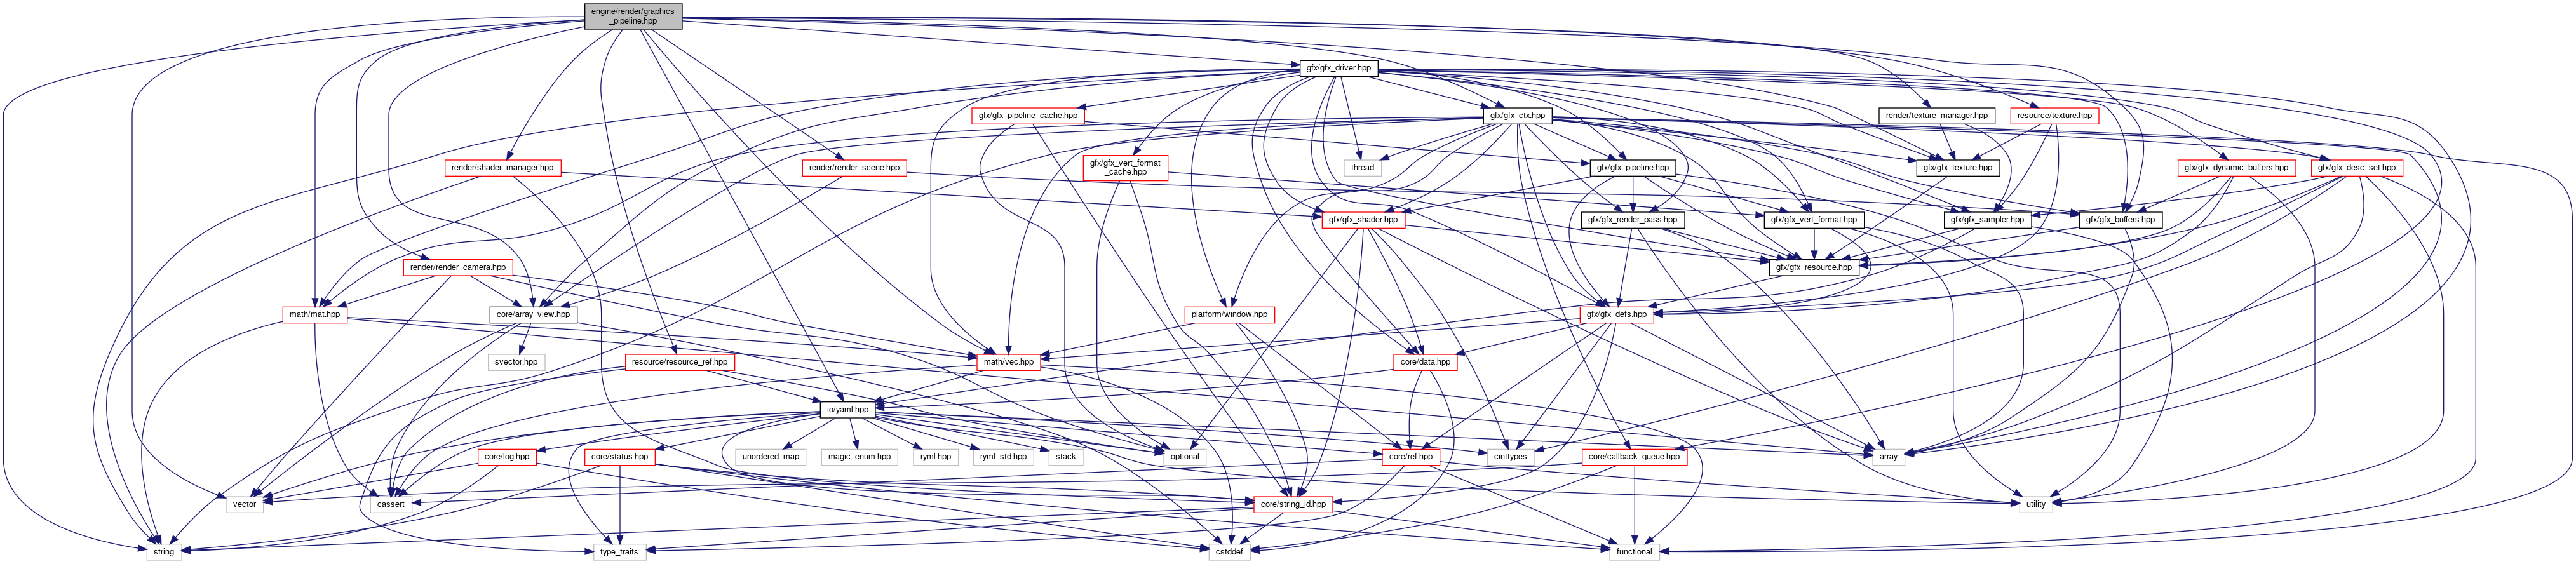 engine/render/graphics
_pipeline.hpp
gfx/gfx_driver.hpp
gfx/gfx_pipeline_cache.hpp
gfx/gfx_ctx.hpp
render/texture_manager.hpp
resource/texture.hpp
render/shader_manager.hpp
render/render_scene.hpp
gfx/gfx_vert_format
_cache.hpp
thread
gfx/gfx_pipeline.hpp
gfx/gfx_texture.hpp
gfx/gfx_dynamic_buffers.hpp
gfx/gfx_desc_set.hpp
gfx/gfx_shader.hpp
gfx/gfx_render_pass.hpp
gfx/gfx_vert_format.hpp
gfx/gfx_sampler.hpp
gfx/gfx_buffers.hpp
render/render_camera.hpp
gfx/gfx_resource.hpp
math/mat.hpp
core/array_view.hpp
platform/window.hpp
gfx/gfx_defs.hpp
svector.hpp
resource/resource_ref.hpp
math/vec.hpp
core/data.hpp
io/yaml.hpp
core/log.hpp
core/status.hpp
unordered_map
magic_enum.hpp
ryml.hpp
ryml_std.hpp
stack
optional
cinttypes
core/ref.hpp
core/callback_queue.hpp
array
vector
cassert
core/string_id.hpp
utility
string
type_traits
cstddef
functional